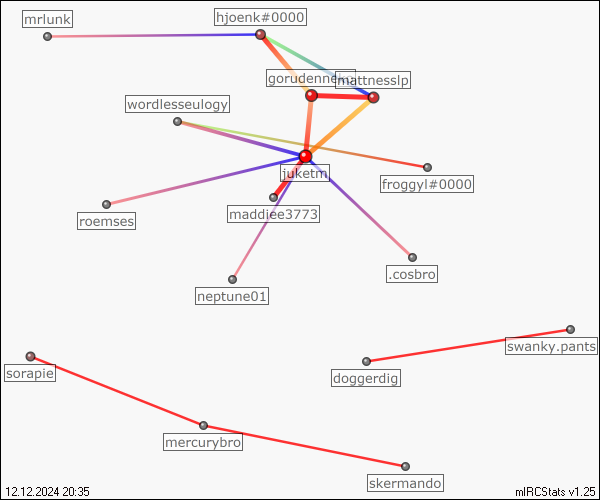 mrlunk
hjoenk#0000
mattnesslp
wordlesseulogy
juketm
froggyl#0000
maddiee3773
roemses
.cosbro
neptune01
swanky.pants
sorapie
doggerdig
mercurybro
skermando
12.12.2024 20:35
mIRCStats v1.25